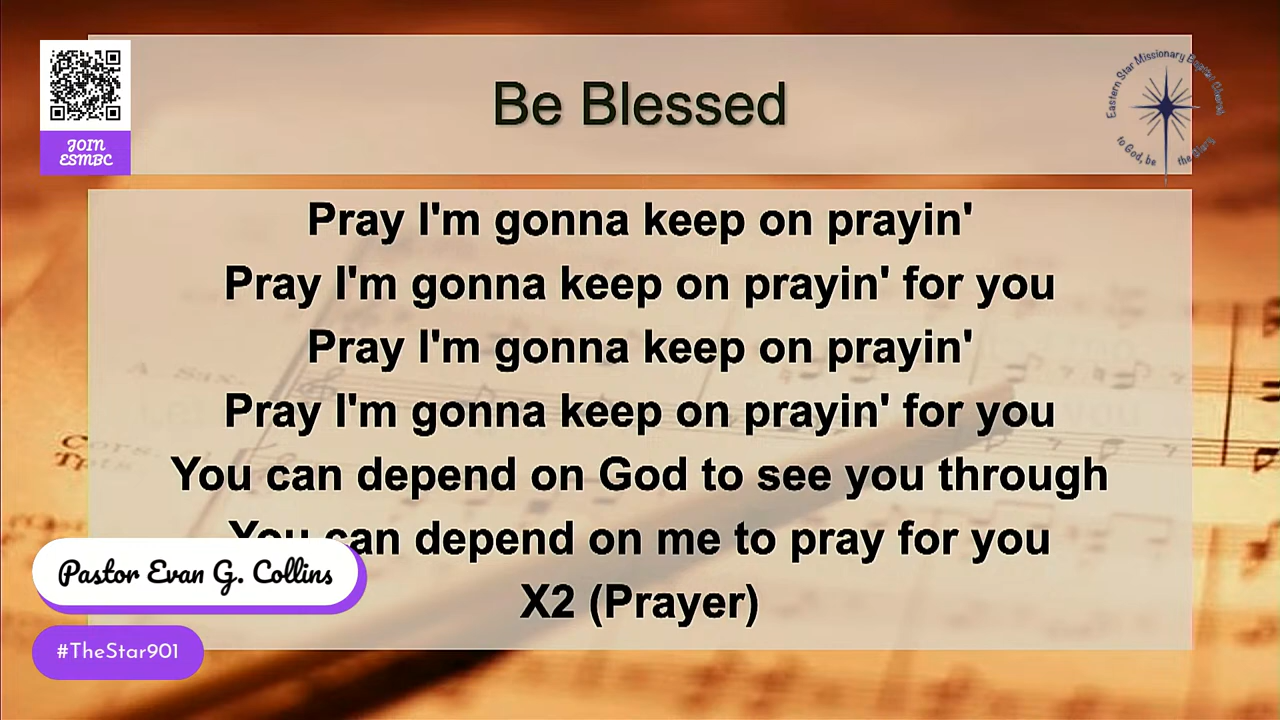 Be Blessed
Eastern Star Missionary Baptist Church
to God, be the Glory
JOIN
ESMBC
Pray I'm gonna keep on prayin'
Pray I'm gonna keep on prayin' for you
Pray I'm gonna keep on prayin'
Pray I'm gonna keep on prayin' for you
You can depend on God to see you through
You can depend on me to pray for you
X2 (Prayer)
Pastor Evan G. Collins
#TheStar901